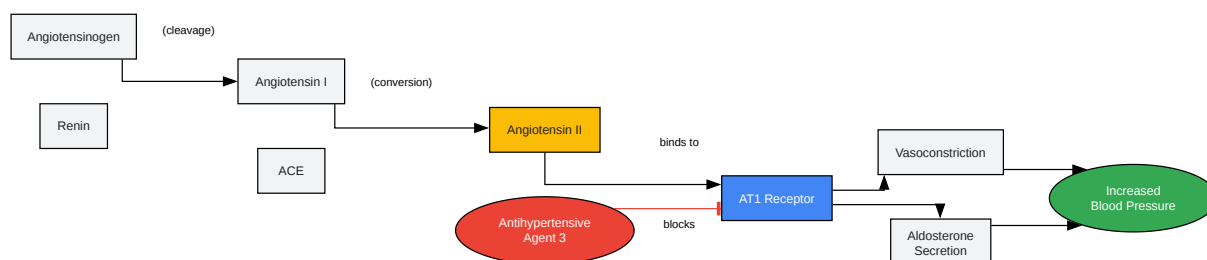 Angiotensinogen
(cleavage)
Renin
Angiotensin I
(conversion)
ACE
Angiotensin II
binds to
Antihypertensive
Agent 3
blocks
AT1 Receptor
Vasoconstriction
Aldosterone
Secretion
Increased
Blood Pressure